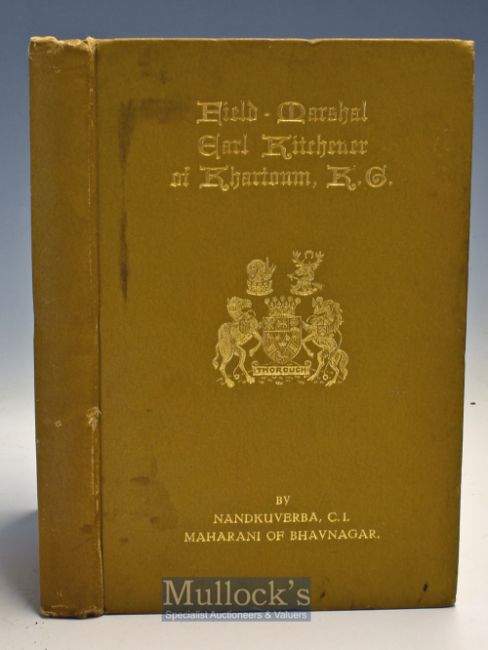 Field-Marshal
Earl Kitchener
of Khartoum, K.G.
THOROUGH
BY
NANDKUVERBA, C.I.
MAHARANI OF BHAVNAGAR.
Mullock's
Specialist Auctioneers & Valuers